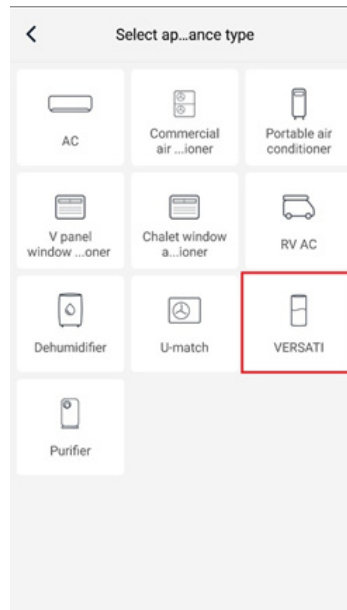 Select ap...ance type
AC
Commercial
air ...ioner
Portable air
conditioner
V panel
window ...oner
Chalet window
a...ioner
RV AC
Dehumidifier
U-match
VERSATI
Purifier